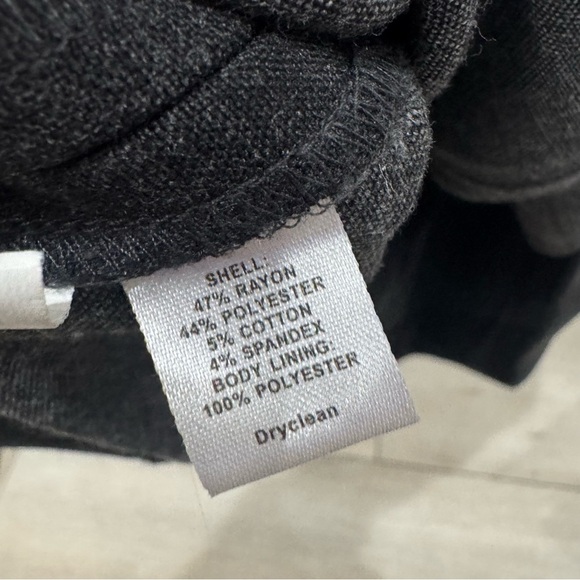 SHELL:
47% RAYON
44% POLYESTER
5% COTTON
4% SPANDEX
BODY LINING:
100% POLYESTER
Dryclean